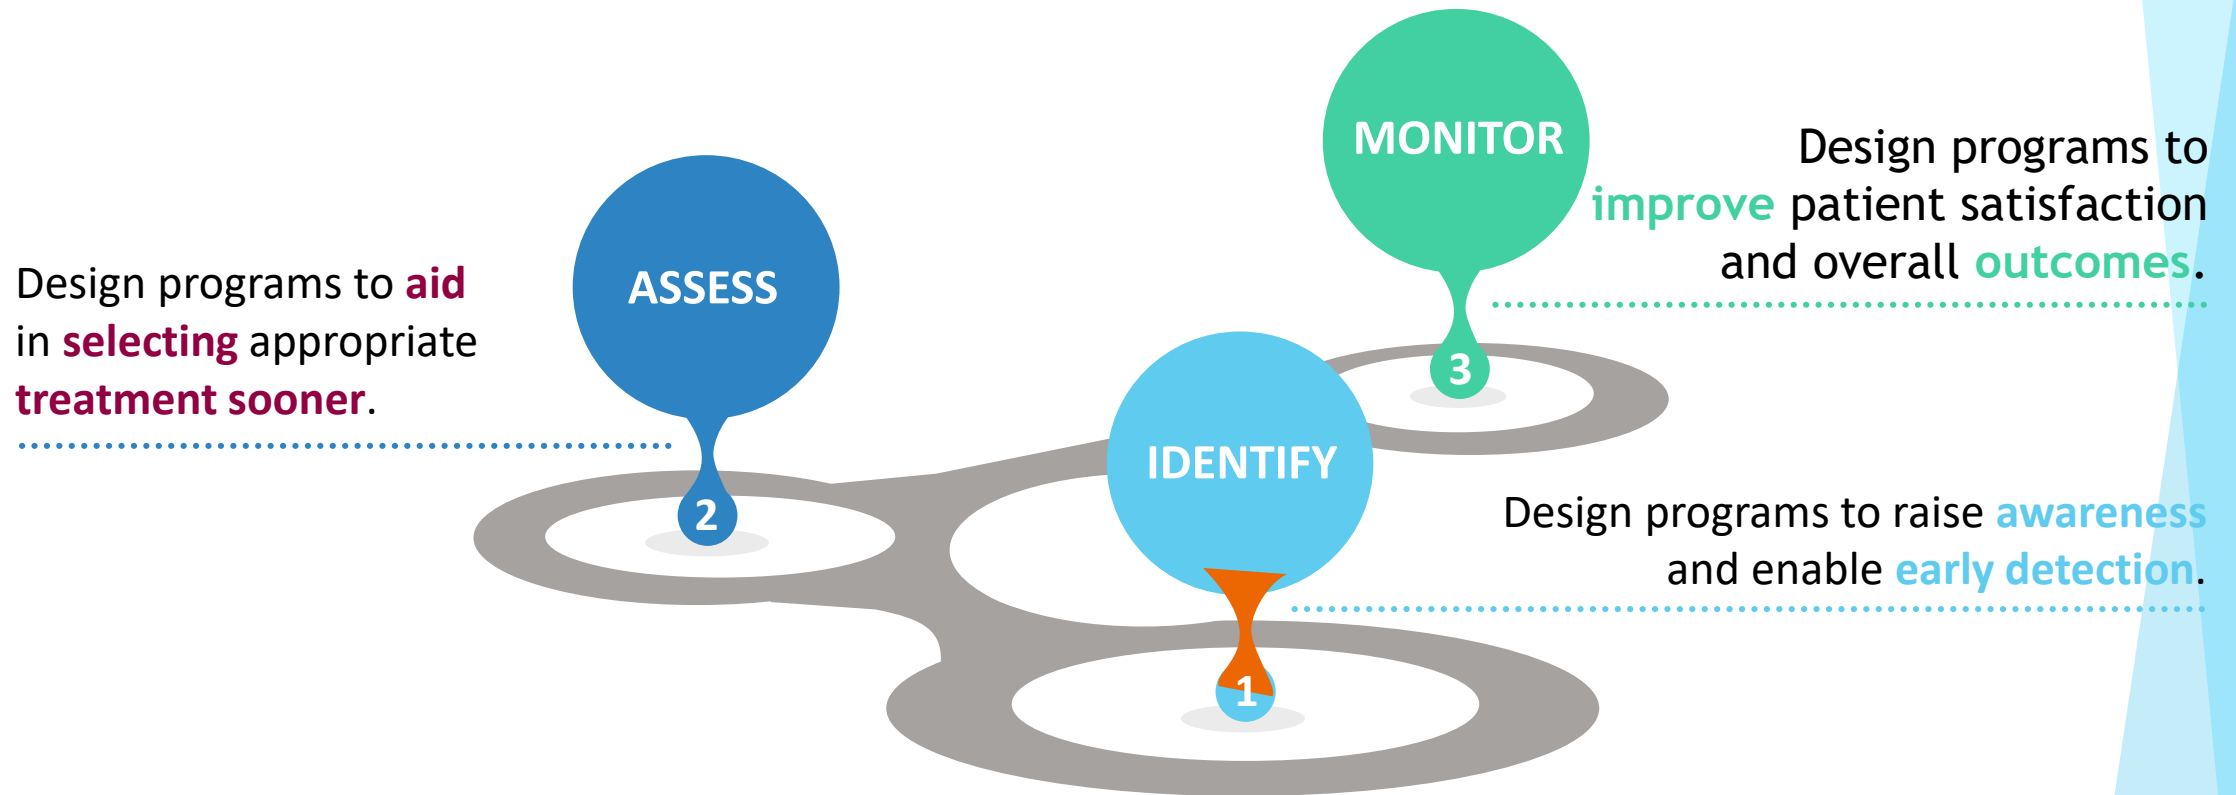 MONITOR
Design programs to
improve patient satisfaction
and overall outcomes.
3
ASSESS
Design programs to aid
in selecting appropriate
treatment sooner.
2
IDENTIFY
Design programs to raise awareness
and enable early detection.
1